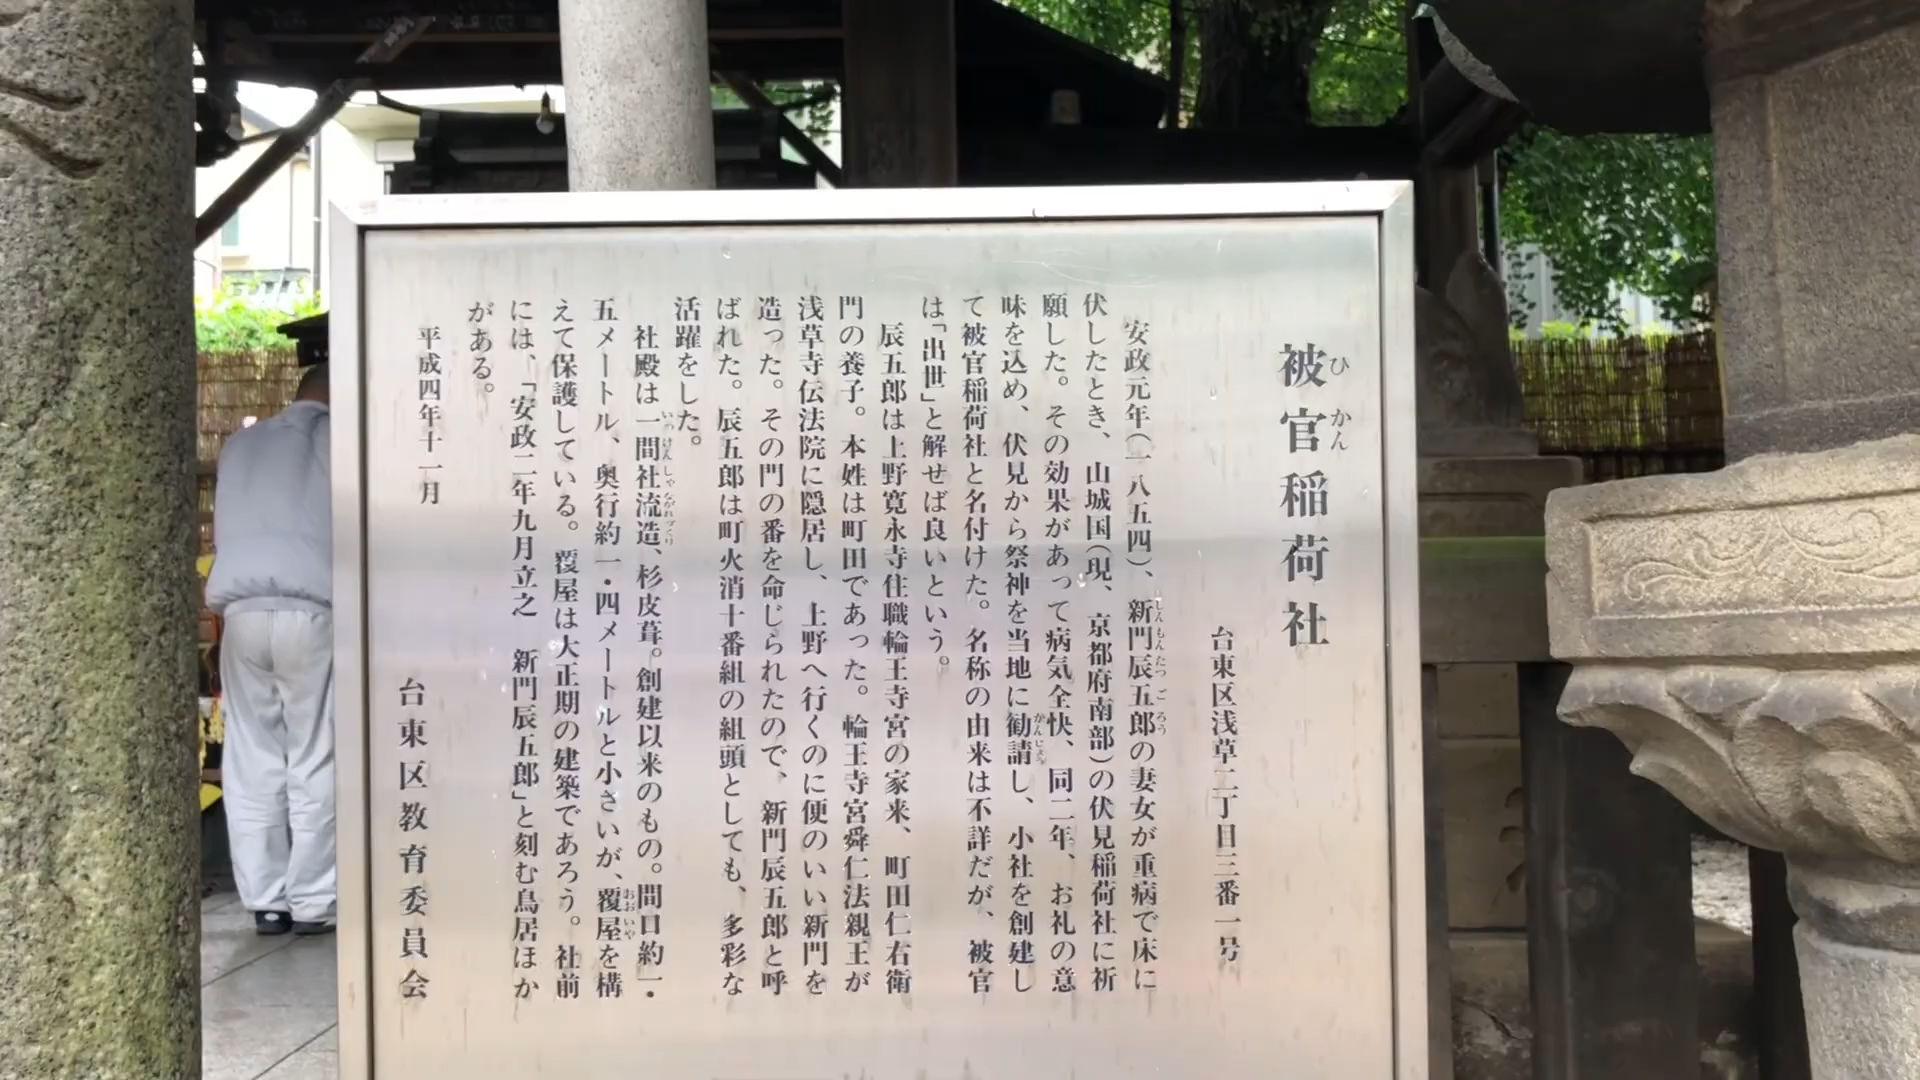 被官稲荷社
台東区浅草二丁目三番一号
安政元年(一八五四)、新門辰五郎の妻女が重病で床に
伏したとき、山城国(現、京都府南部)の伏見稲荷社に祈
願した。その効果があって病気全快、同二年、お礼の意
味を込め、伏見から祭神を当地に勧請し、小社を創建し
て被官稲荷社と名付けた。名称の由来は不詳だが、被官
は「出世」と解せば良いという。
辰五郎は上野寛永寺住職輪王寺宮の家来、町田仁右衛
門の養子。本姓は町田であった。輪王寺宮舜仁法親王が
浅草寺伝法院に隠居し、上野へ行くのに便のいい新門を
造った。その門の番を命じられたので、新門辰五郎と呼
ばれた。辰五郎は町火消十番組の組頭としても、多彩な
活躍をした。
社殿は一間社流造、杉皮葺。創建以来のもの。間口約一・
五メートル、奥行約一・四メートルと小さいが、覆屋を構
えて保護している。覆屋は大正期の建築であろう。社前
には、「安政二年九月立之 新門辰五郎」と刻む鳥居ほか
がある。
平成四年十一月
台東区教育委員会